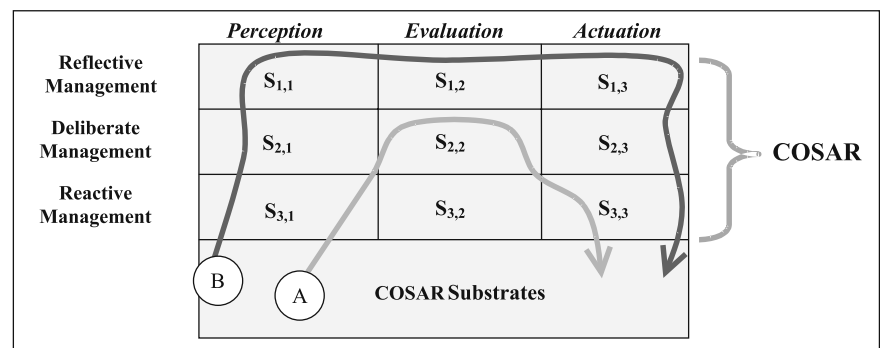 Perception Evaluation Actuation
Reflective
Management
S1,1 S1,2 S1,3
Deliberate
Management
S2,1 S2,2 S2,3
COSAR
Reactive
Management
S3,1 S3,2 S3,3
B
A
COSAR Substrates